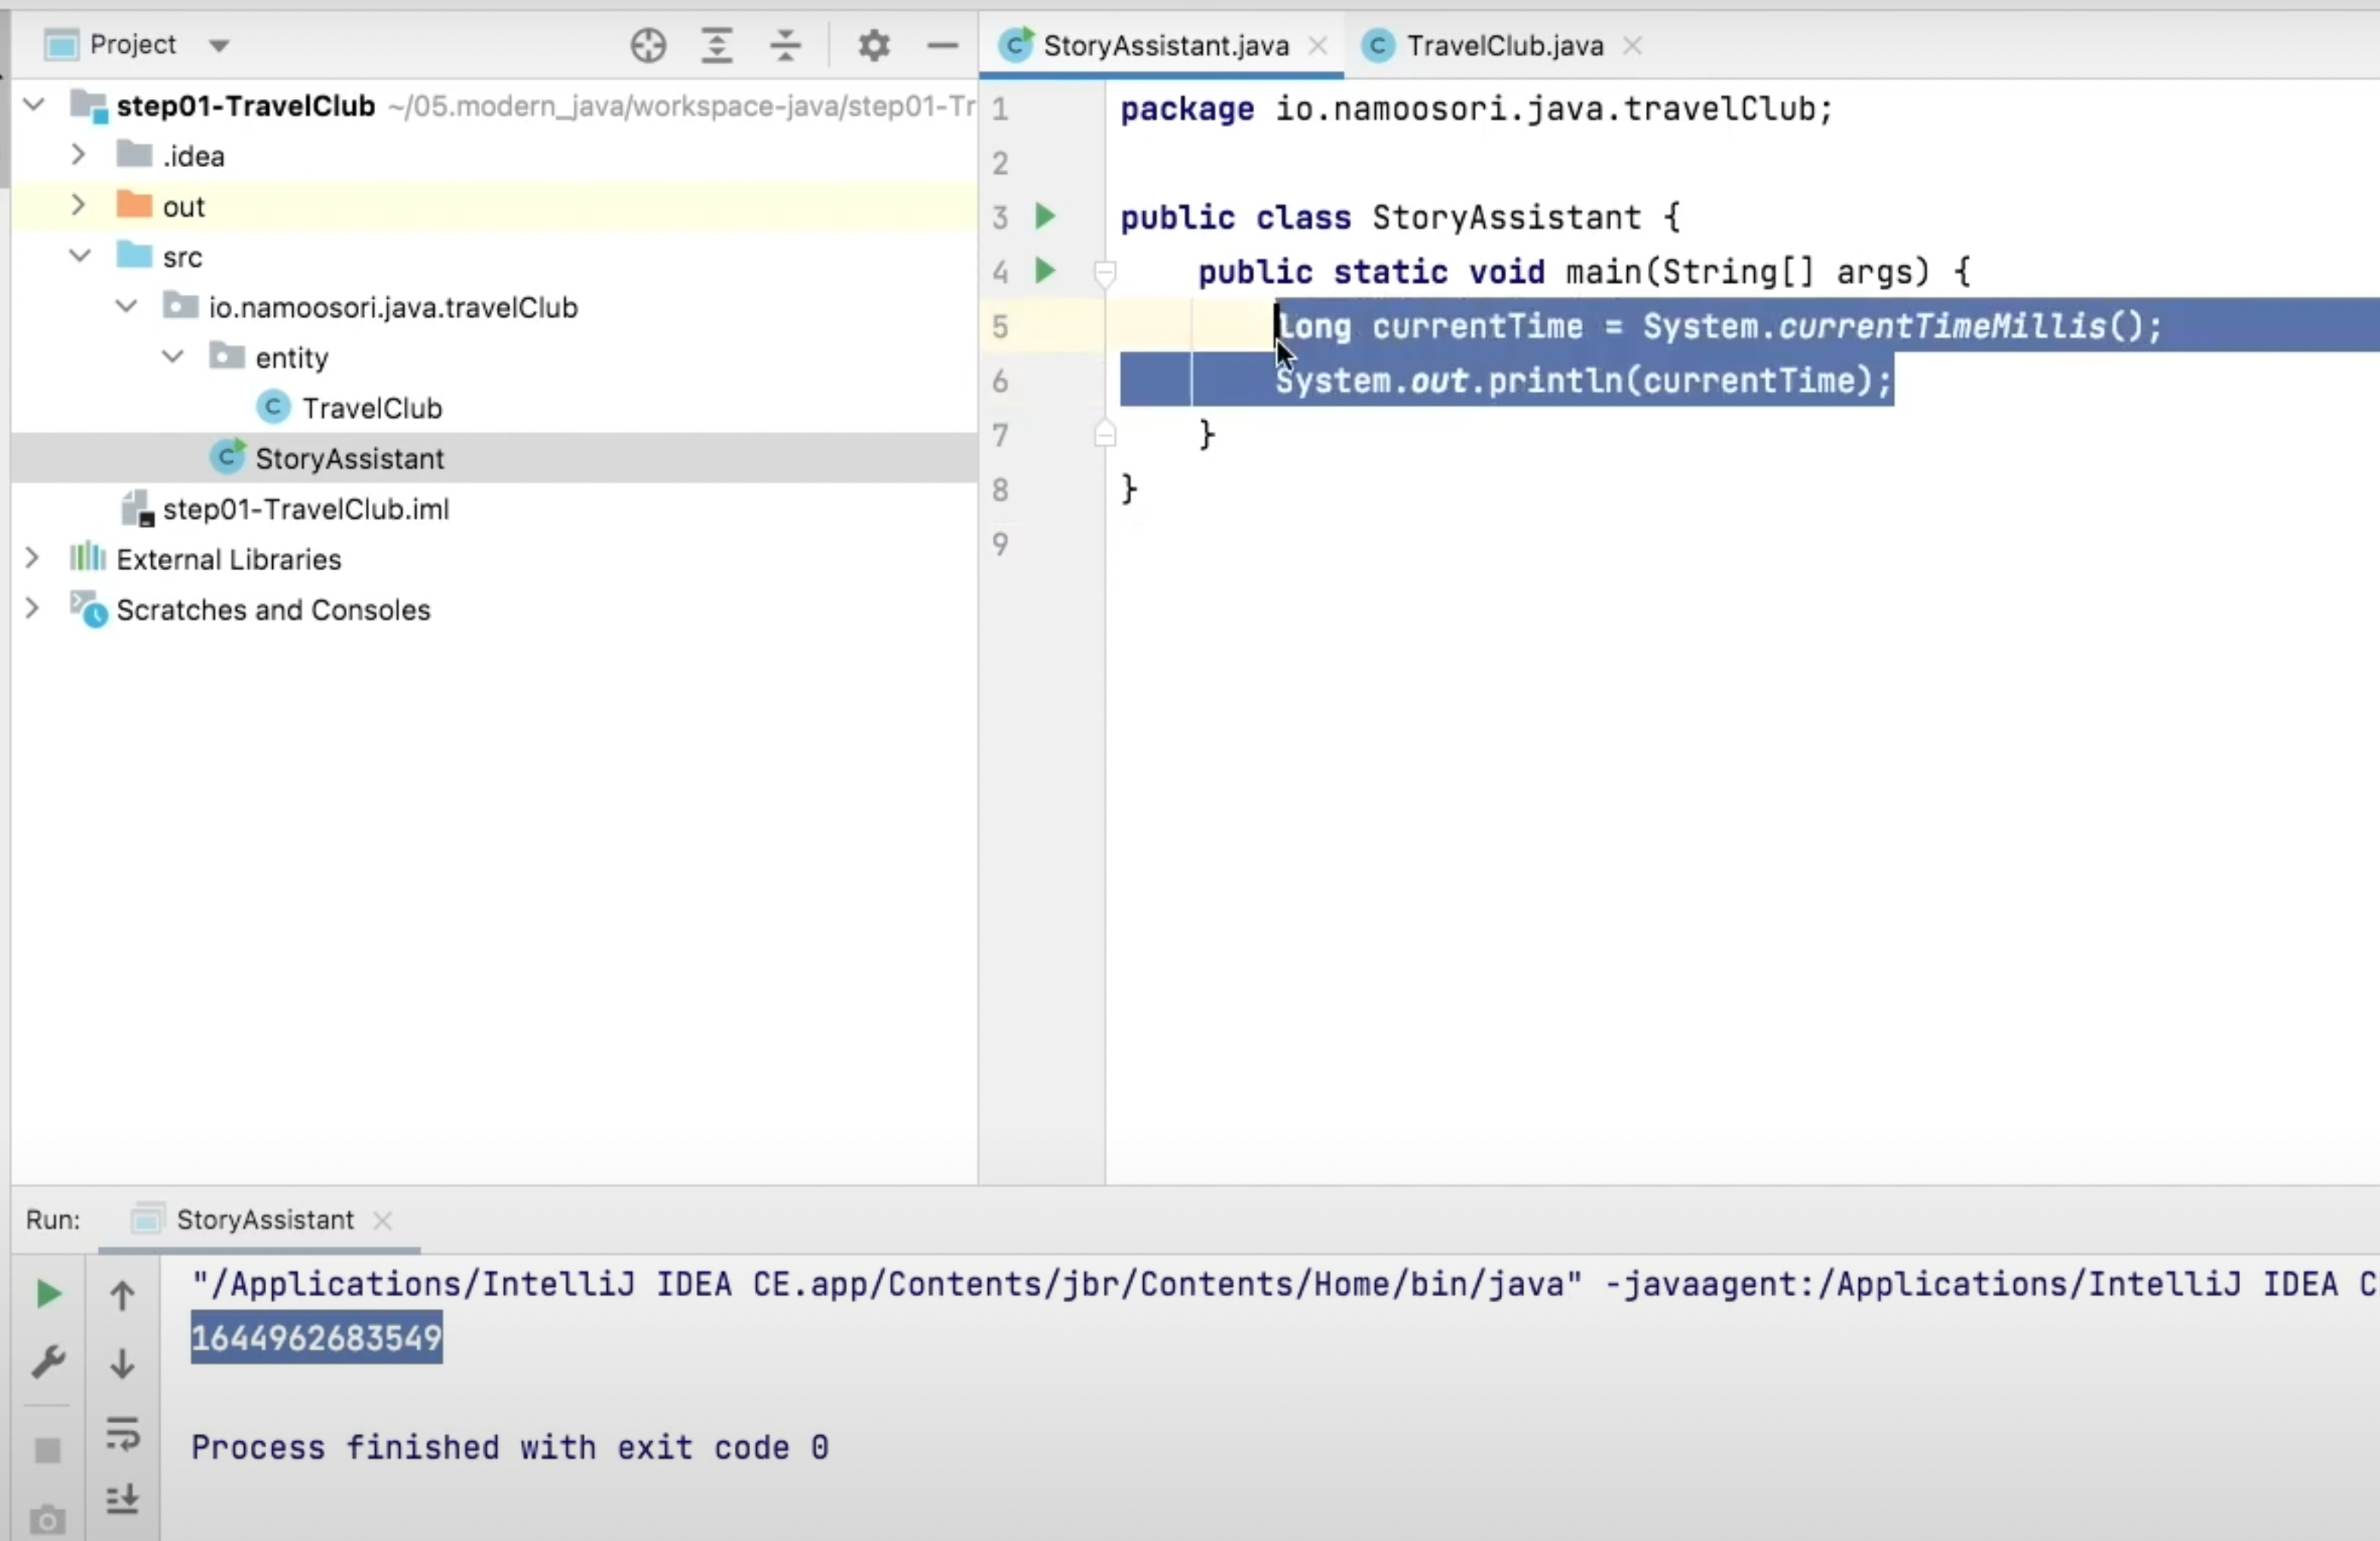 Project
step01-TravelClub ~/05.modern_java/workspace-java/step01-Tr
.idea
out
src
io.namoosori.java.travelClub
entity
TravelClub
StoryAssistant
step01-TravelClub.iml
External Libraries
Scratches and Consoles
StoryAssistant.java TravelClub.java
1 package io.namoosori.java.travelClub;
2
3 public class StoryAssistant {
4 public static void main(String[] args) {
5 long currentTime = System.currentTimeMillis();
6 System.out.println(currentTime);
7 }
8 }
9
Run: StoryAssistant
"/Applications/IntelliJ IDEA CE.app/Contents/jbr/Contents/Home/bin/java" -javaagent:/Applications/IntelliJ IDEA C
1644962683549
Process finished with exit code 0